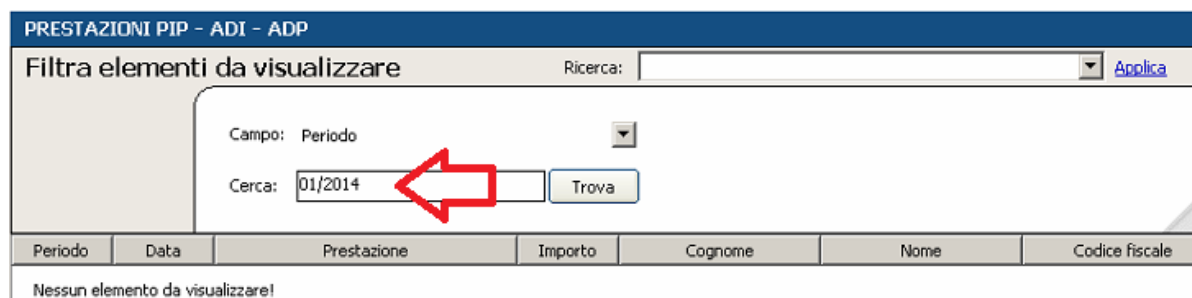 PRESTAZIONI PIP - ADI - ADP
Filtra elementi da visualizzare Ricerca: Applica
Campo: Periodo
Cerca: 01/2014 Trova
Periodo Data Prestazione Importo Cognome Nome Codice fiscale
Nessun elemento da visualizzare!